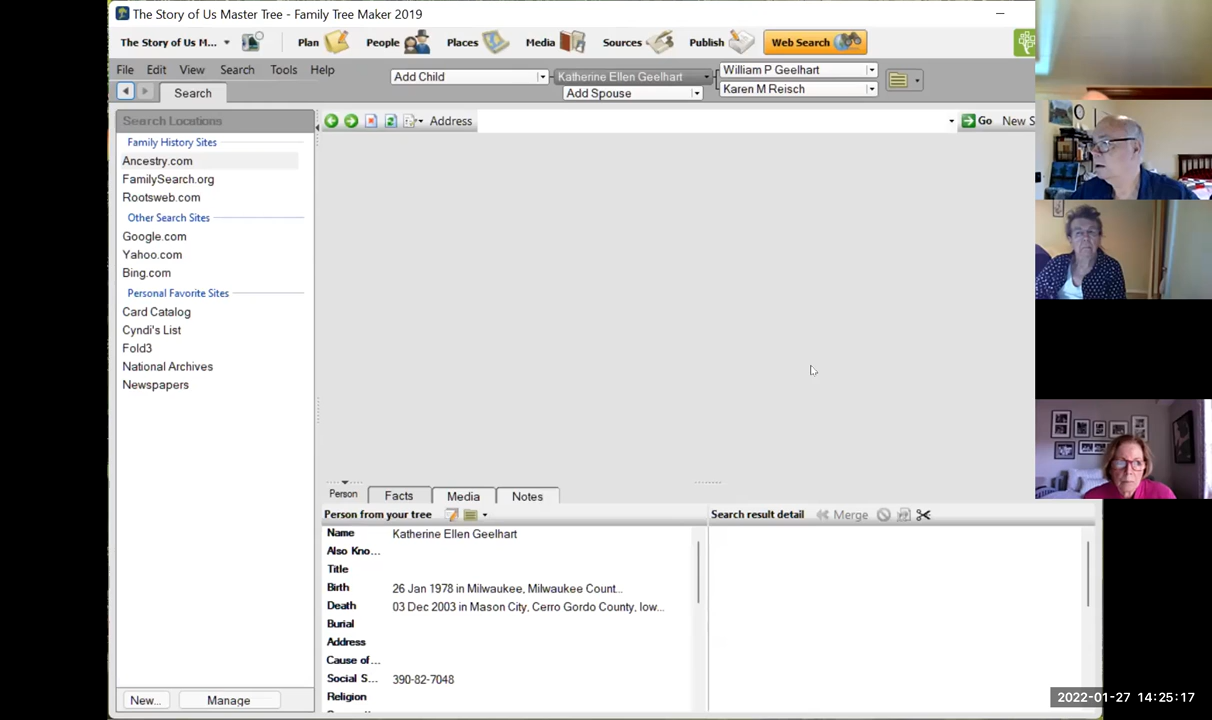 The Story of Us Master Tree - Family Tree Maker 2019
The Story of Us M... Plan People Places Media Sources Publish Web Search
File Edit View Search Tools Help
Add Child Katherine Ellen Geelhart William P Geelhart
Add Spouse Karen M Reisch
Search
Search Locations
Address Go New S
Family History Sites
Ancestry.com
FamilySearch.org
Rootsweb.com
Other Search Sites
Google.com
Yahoo.com
Bing.com
Personal Favorite Sites
Card Catalog
Cyndi's List
Fold3
National Archives
Newspapers
Person Facts Media Notes
Person from your tree Search result detail Merge
Name Katherine Ellen Geelhart
Also Kno...
Title
Birth 26 Jan 1978 in Milwaukee, Milwaukee Count...
Death 03 Dec 2003 in Mason City, Cerro Gordo County, Iow...
Burial
Address
Cause of...
Social S... 390-82-7048
Religion
New... Manage
2022-01-27 14:25:17